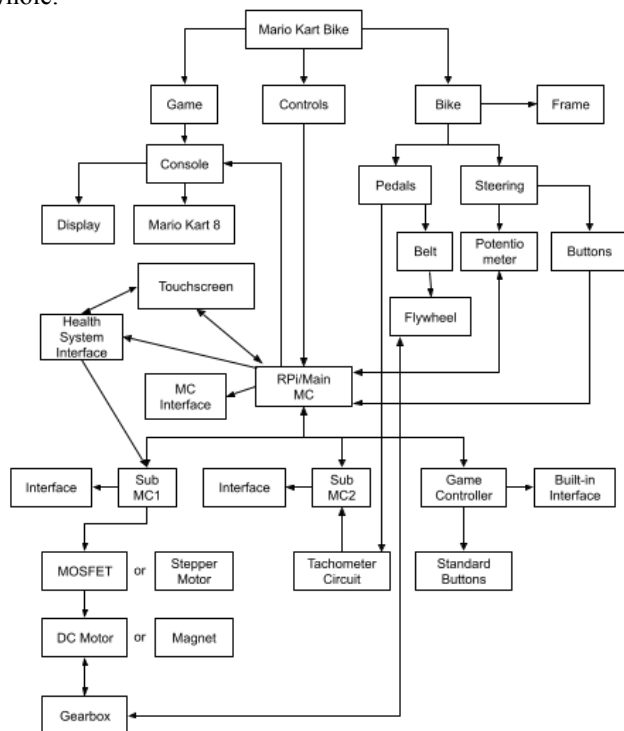 whole.
Mario Kart Bike
Game
Controls
Bike
Frame
Console
Pedals
Steering
Display
Mario Kart 8
Belt
Potentio
meter
Buttons
Touchscreen
Health
System
Interface
Flywheel
MC
Interface
RPi/Main
MC
Interface
Sub
MC1
Interface
Sub
MC2
Game
Controller
Built-in
Interface
MOSFET
or
Stepper
Motor
Tachometer
Circuit
Standard
Buttons
DC Motor
or
Magnet
Gearbox